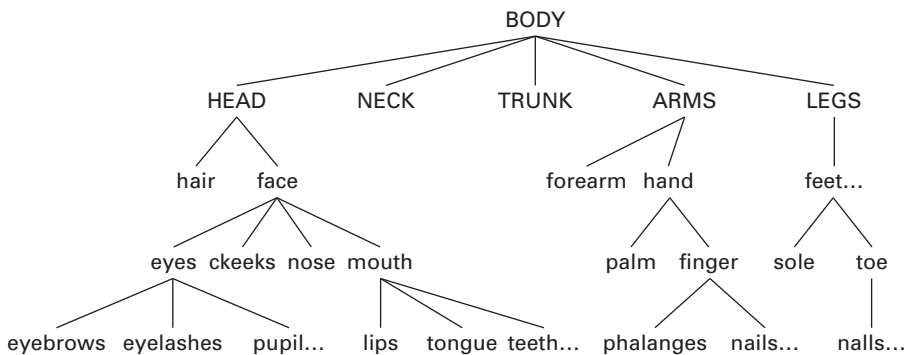 BODY
HEAD NECK TRUNK ARMS LEGS
hair face forearm hand feet...
eyes ckeeks nose mouth palm finger sole toe
eyebrows eyelashes pupil... lips tongue teeth... phalanges nails... nalls...